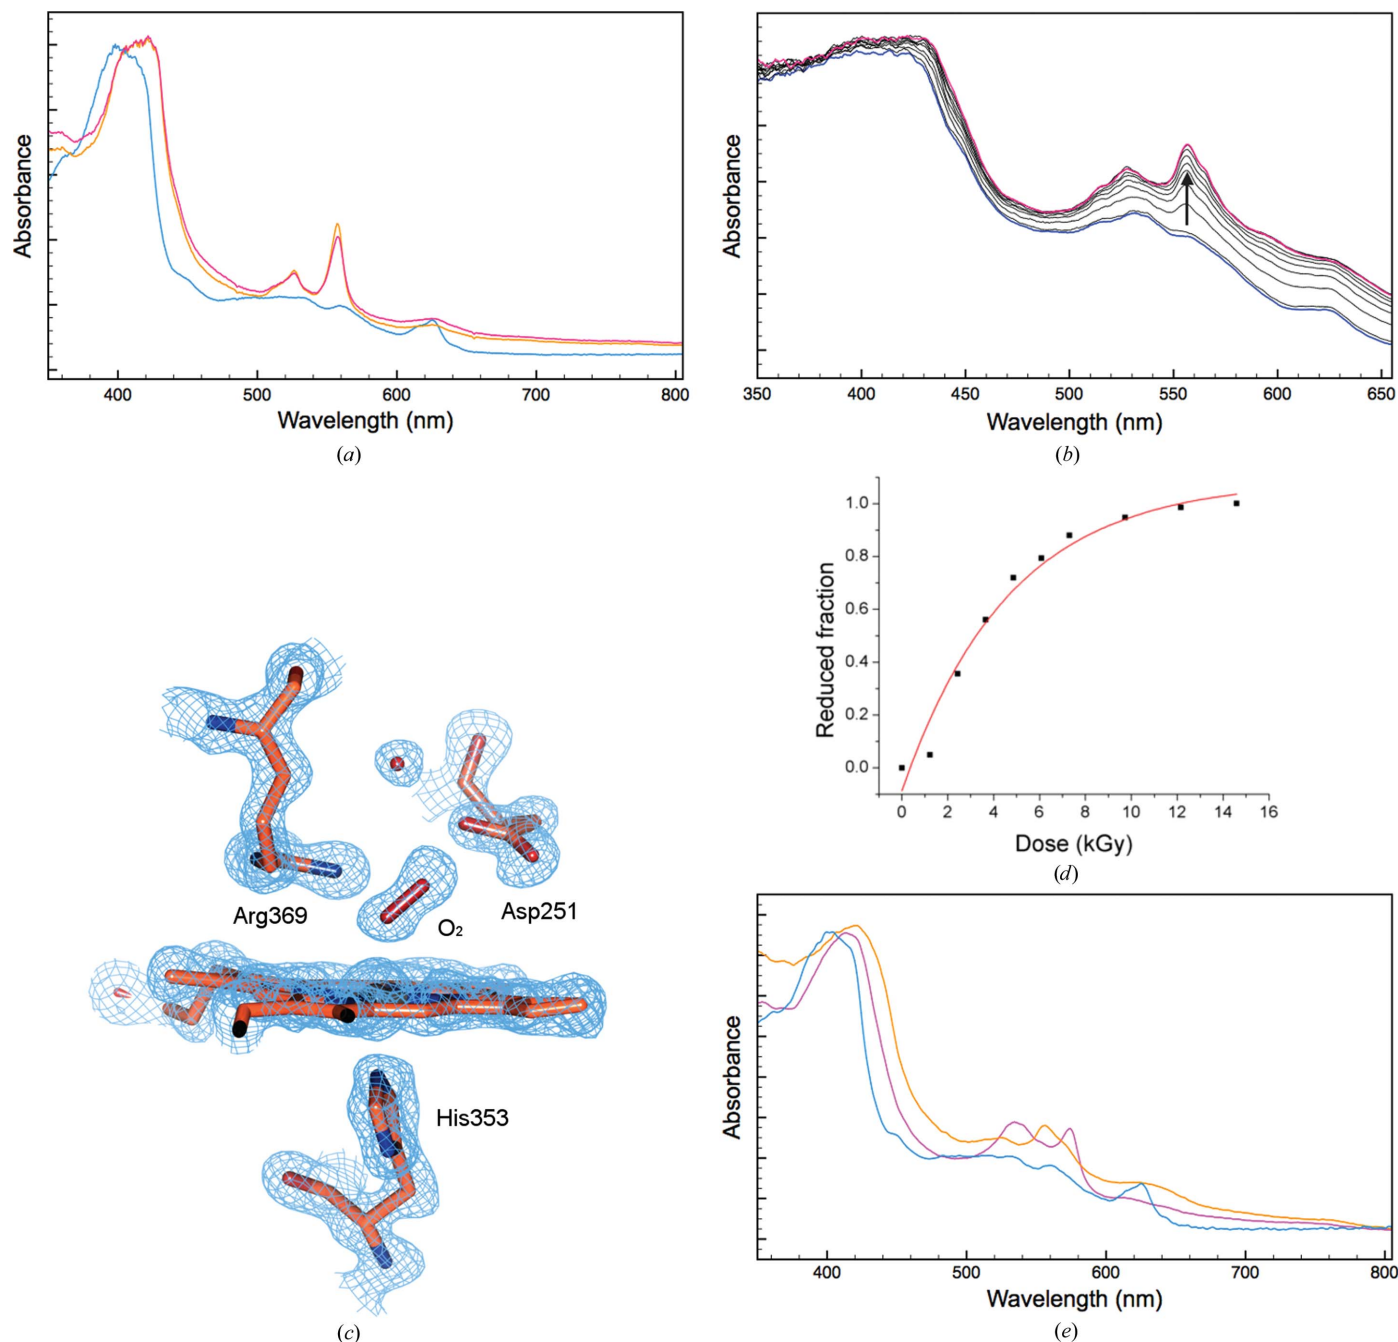 Absorbance
400 500 600 700 800
Wavelength (nm)
(a)
Absorbance
350 400 450 500 550 600 650
Wavelength (nm)
(b)
Arg369
O₂
Asp251
His353
(c)
Reduced fraction
1.0
0.8
0.6
0.4
0.2
0.0
0 2 4 6 8 10 12 14 16
Dose (kGy)
(d)
Absorbance
400 500 600 700 800
Wavelength (nm)
(e)